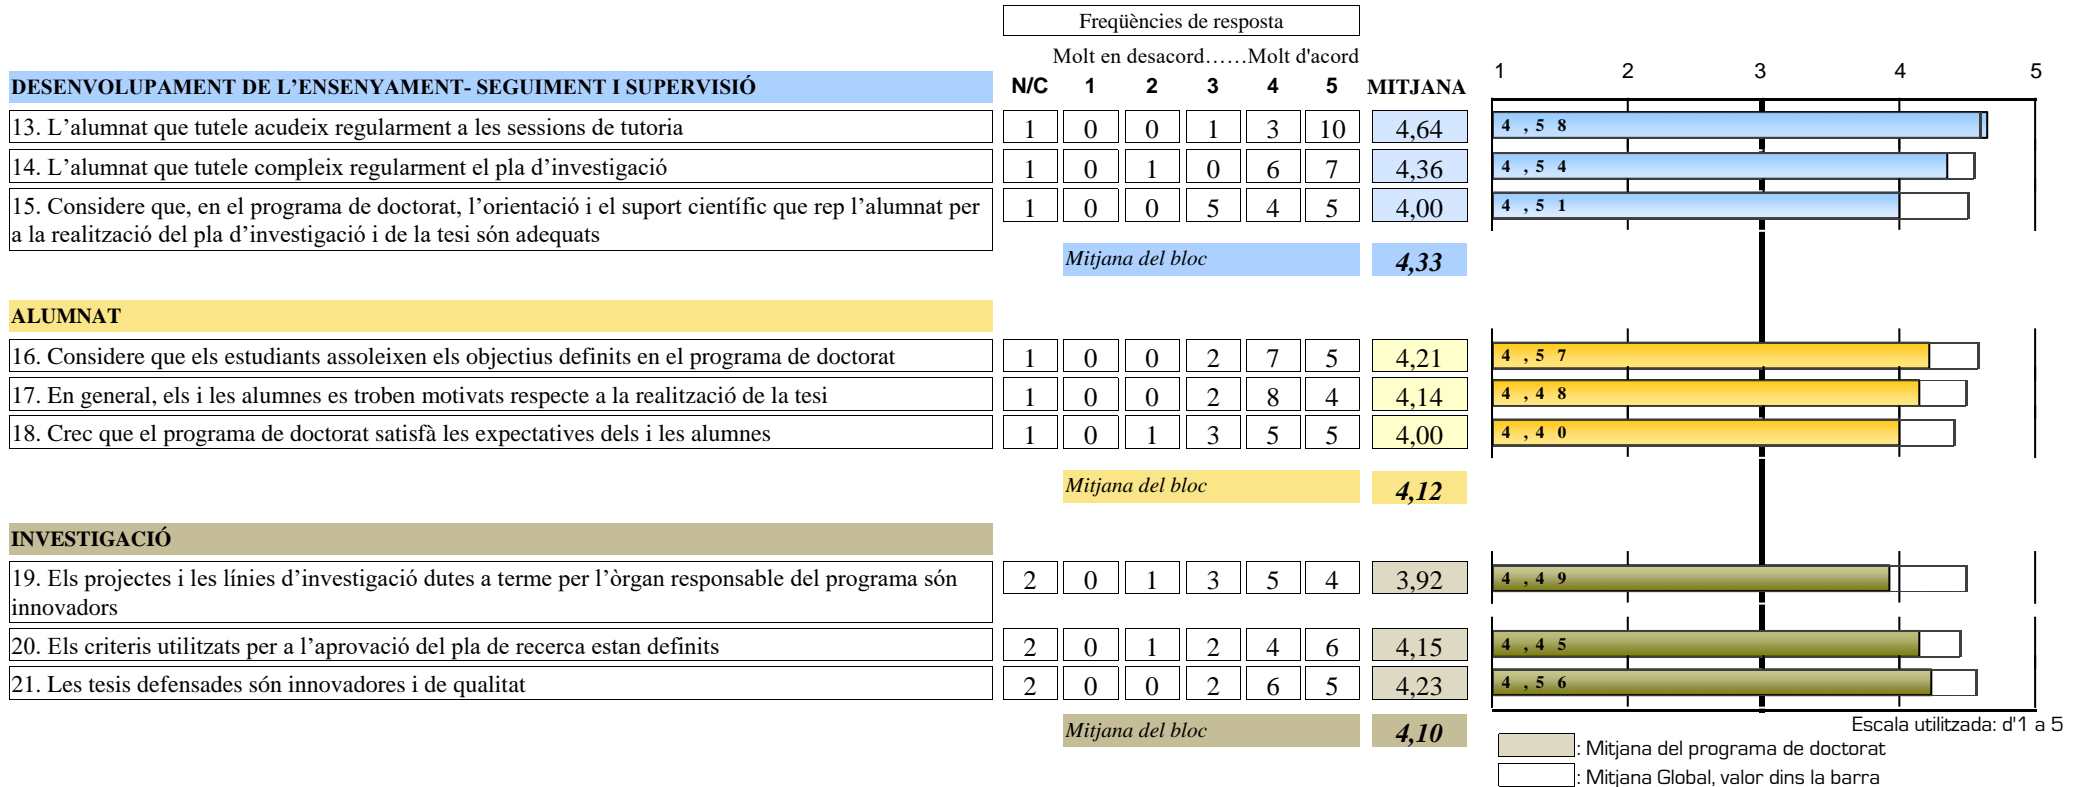 Freqüències de resposta
Molt en desacord……Molt d'acord
DESENVOLUPAMENT DE L’ENSENYAMENT- SEGUIMENT I SUPERVISIÓ N/C 1 2 3 4 5 MITJANA 1 2 3 4 5
13. L’alumnat que tutele acudeix regularment a les sessions de tutoria 1 0 0 1 3 10 4,64 4,58
14. L’alumnat que tutele compleix regularment el pla d’investigació 1 0 1 0 6 7 4,36 4,54
15. Considere que, en el programa de doctorat, l’orientació i el suport científic que rep l’alumnat per 1 0 0 5 4 5 4,00 4,51
a la realització del pla d’investigació i de la tesi són adequats
Mitjana del bloc 4,33
ALUMNAT
16. Considere que els estudiants assoleixen els objectius definits en el programa de doctorat 1 0 0 2 7 5 4,21 4,57
17. En general, els i les alumnes es troben motivats respecte a la realització de la tesi 1 0 0 2 8 4 4,14 4,48
18. Crec que el programa de doctorat satisfà les expectatives dels i les alumnes 1 0 1 3 5 5 4,00 4,40
Mitjana del bloc 4,12
INVESTIGACIÓ
19. Els projectes i les línies d’investigació dutes a terme per l’òrgan responsable del programa són 2 0 1 3 5 4 3,92 4,49
innovadors
20. Els criteris utilitzats per a l’aprovació del pla de recerca estan definits 2 0 1 2 4 6 4,15 4,45
21. Les tesis defensades són innovadores i de qualitat 2 0 0 2 6 5 4,23 4,56
Mitjana del bloc 4,10
Escala utilitzada: d'1 a 5
: Mitjana del programa de doctorat
: Mitjana Global, valor dins la barra